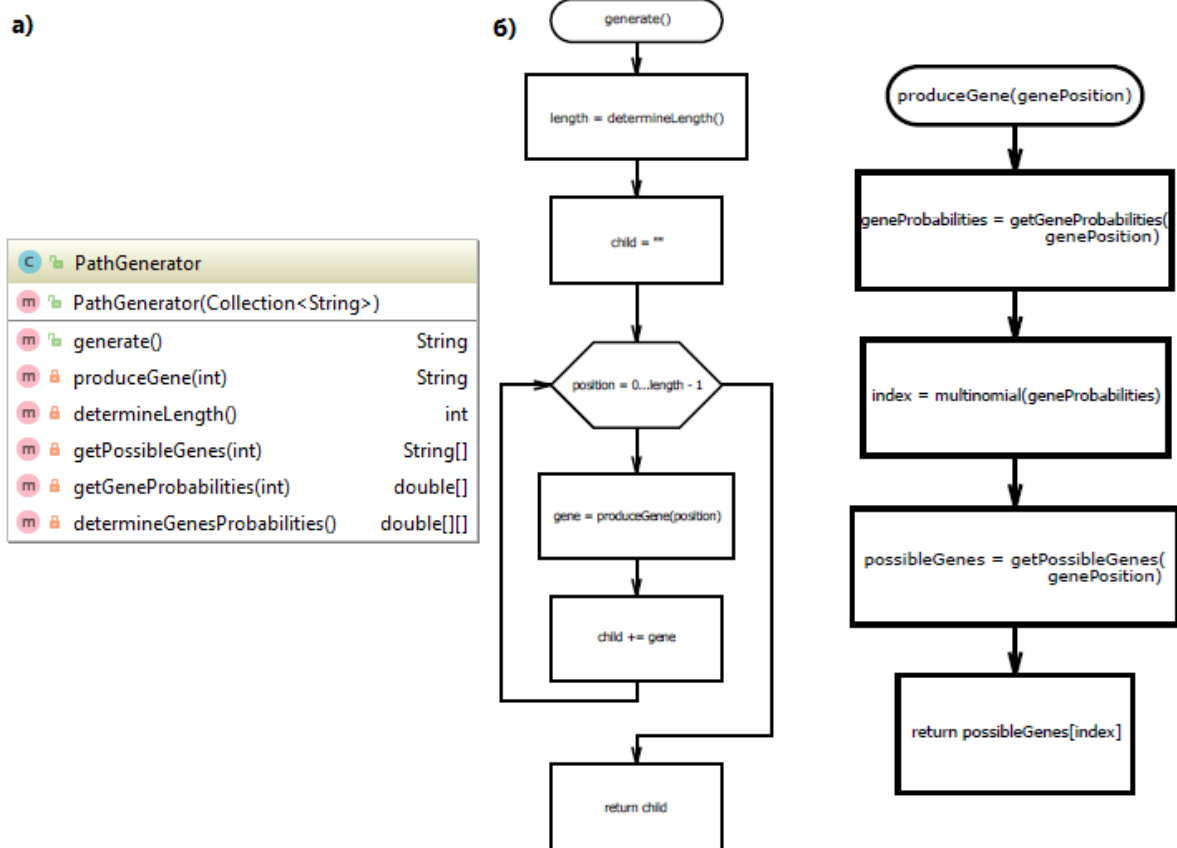 а)
C PathGenerator
m PathGenerator(Collection<String>)
m generate() String
m produceGene(int) String
m determineLength() int
m getPossibleGenes(int) String[]
m getGeneProbabilities(int) double[]
m determineGenesProbabilities() double[][]
б)
generate()
length = determineLength()
child = ""
position = 0...length - 1
gene = produceGene(position)
child += gene
return child
produceGene(genePosition)
geneProbabilities = getGeneProbabilities(
genePosition)
index = multinomial(geneProbabilities)
possibleGenes = getPossibleGenes(
genePosition)
return possibleGenes[index]